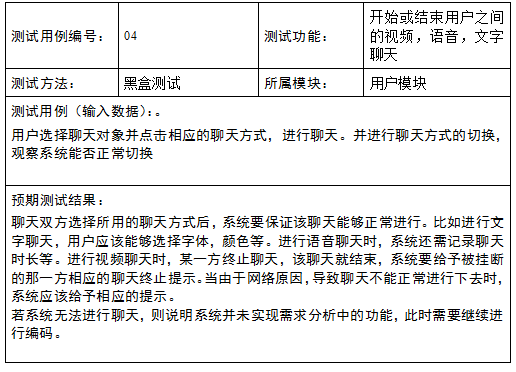 测试用例编号： 04 测试功能： 开始或结束用户之间
的视频，语音，文字
聊天
测试方法： 黑盒测试 所属模块： 用户模块
测试用例（输入数据）：。
用户选择聊天对象并点击相应的聊天方式，进行聊天。并进行聊天方式的切换，
观察系统能否正常切换
预期测试结果：
聊天双方选择所用的聊天方式后，系统要保证该聊天能够正常进行。比如进行文
字聊天，用户应该能够选择字体，颜色等。进行语音聊天时，系统还需记录聊天
时长等。进行视频聊天时，某一方终止聊天，该聊天就结束，系统要给予被挂断
的那一方相应的聊天终止提示。当由于网络原因，导致聊天不能正常进行下去时，
系统应该给予相应的提示。
若系统无法进行聊天，则说明系统并未实现需求分析中的功能，此时需要继续进
行编码。